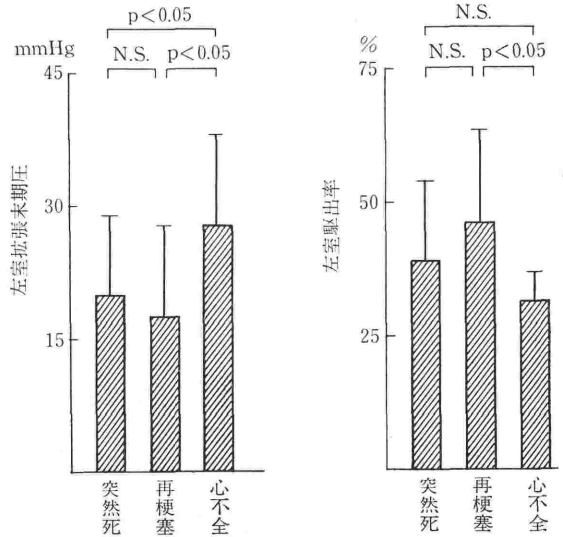 p<0.05
mmHg
N.S.
p<0.05
45
30
15
左室拡張末期圧
突然死
再梗塞
心不全
N.S.
%
N.S.
p<0.05
75
50
25
左室駆出率
突然死
再梗塞
心不全